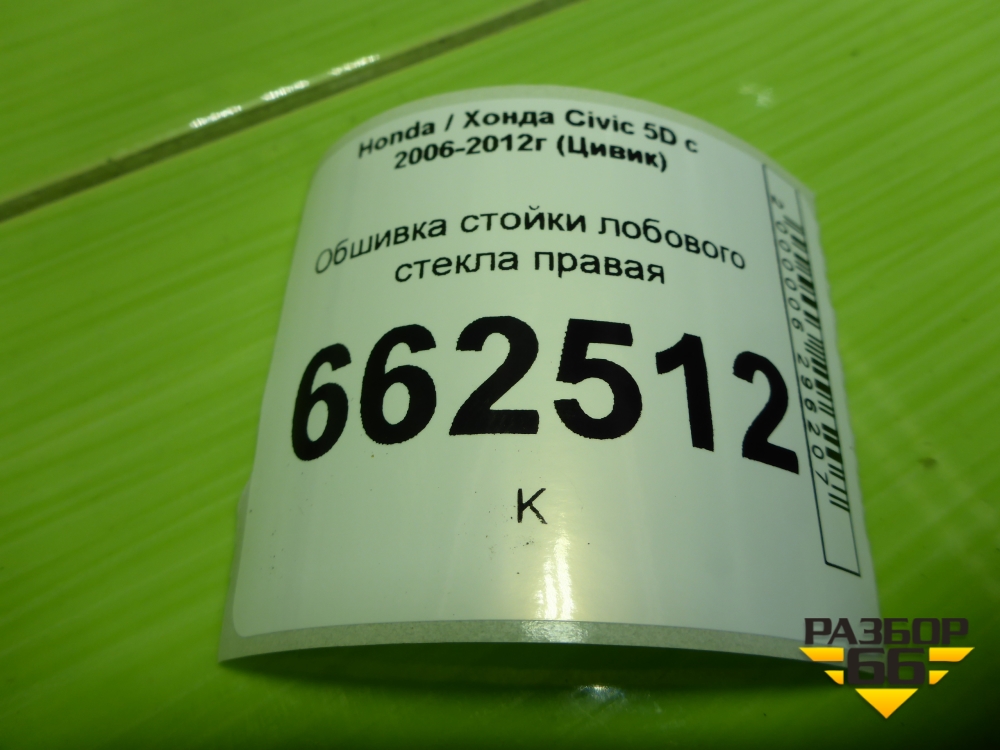 Honda / Хонда Civic 5D с
2006-2012г (Цивик)
Обшивка стойки лобового
стекла правая
662512
К
2000006296207
РАЗБОР
66